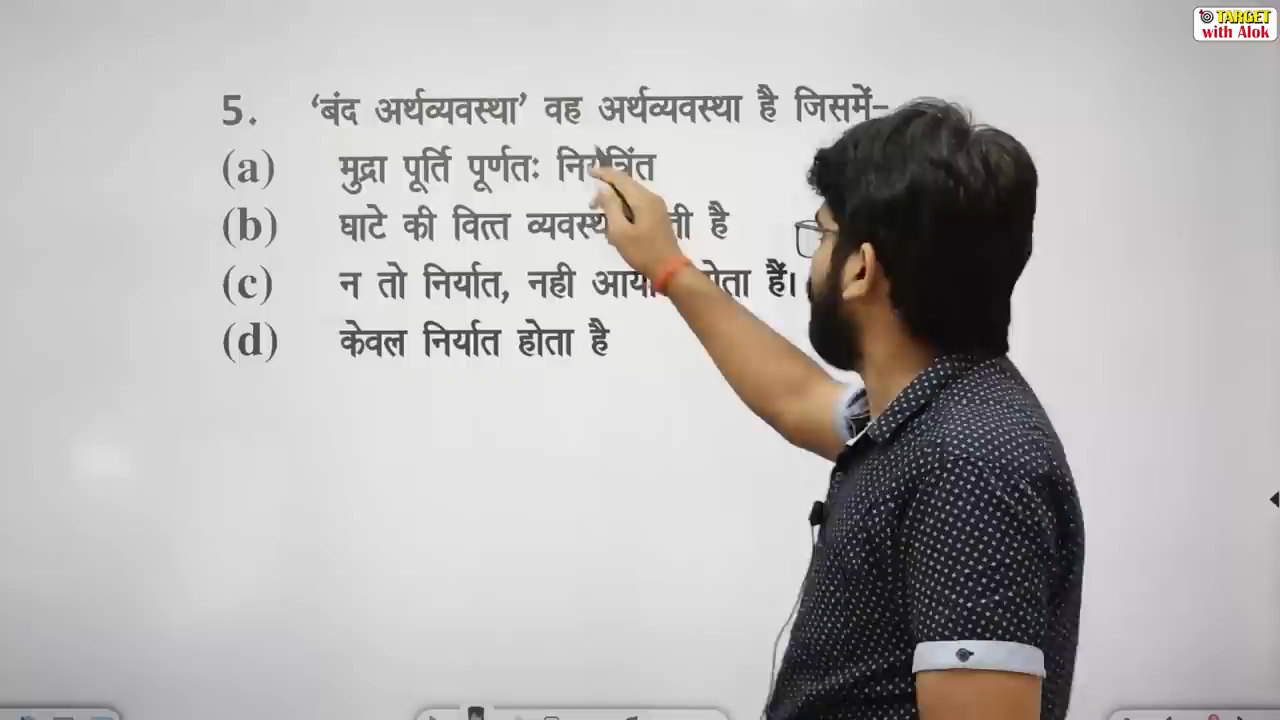 TARGET
with Alok
5. ‘बंद अर्थव्यवस्था’ वह अर्थव्यवस्था है जिसमें-
(a) मुद्रा पूर्ति पूर्णतः
(b) घाटे की वित्त है
(c) न तो निर्यात, नही हैं।
(d) केवल निर्यात होता है